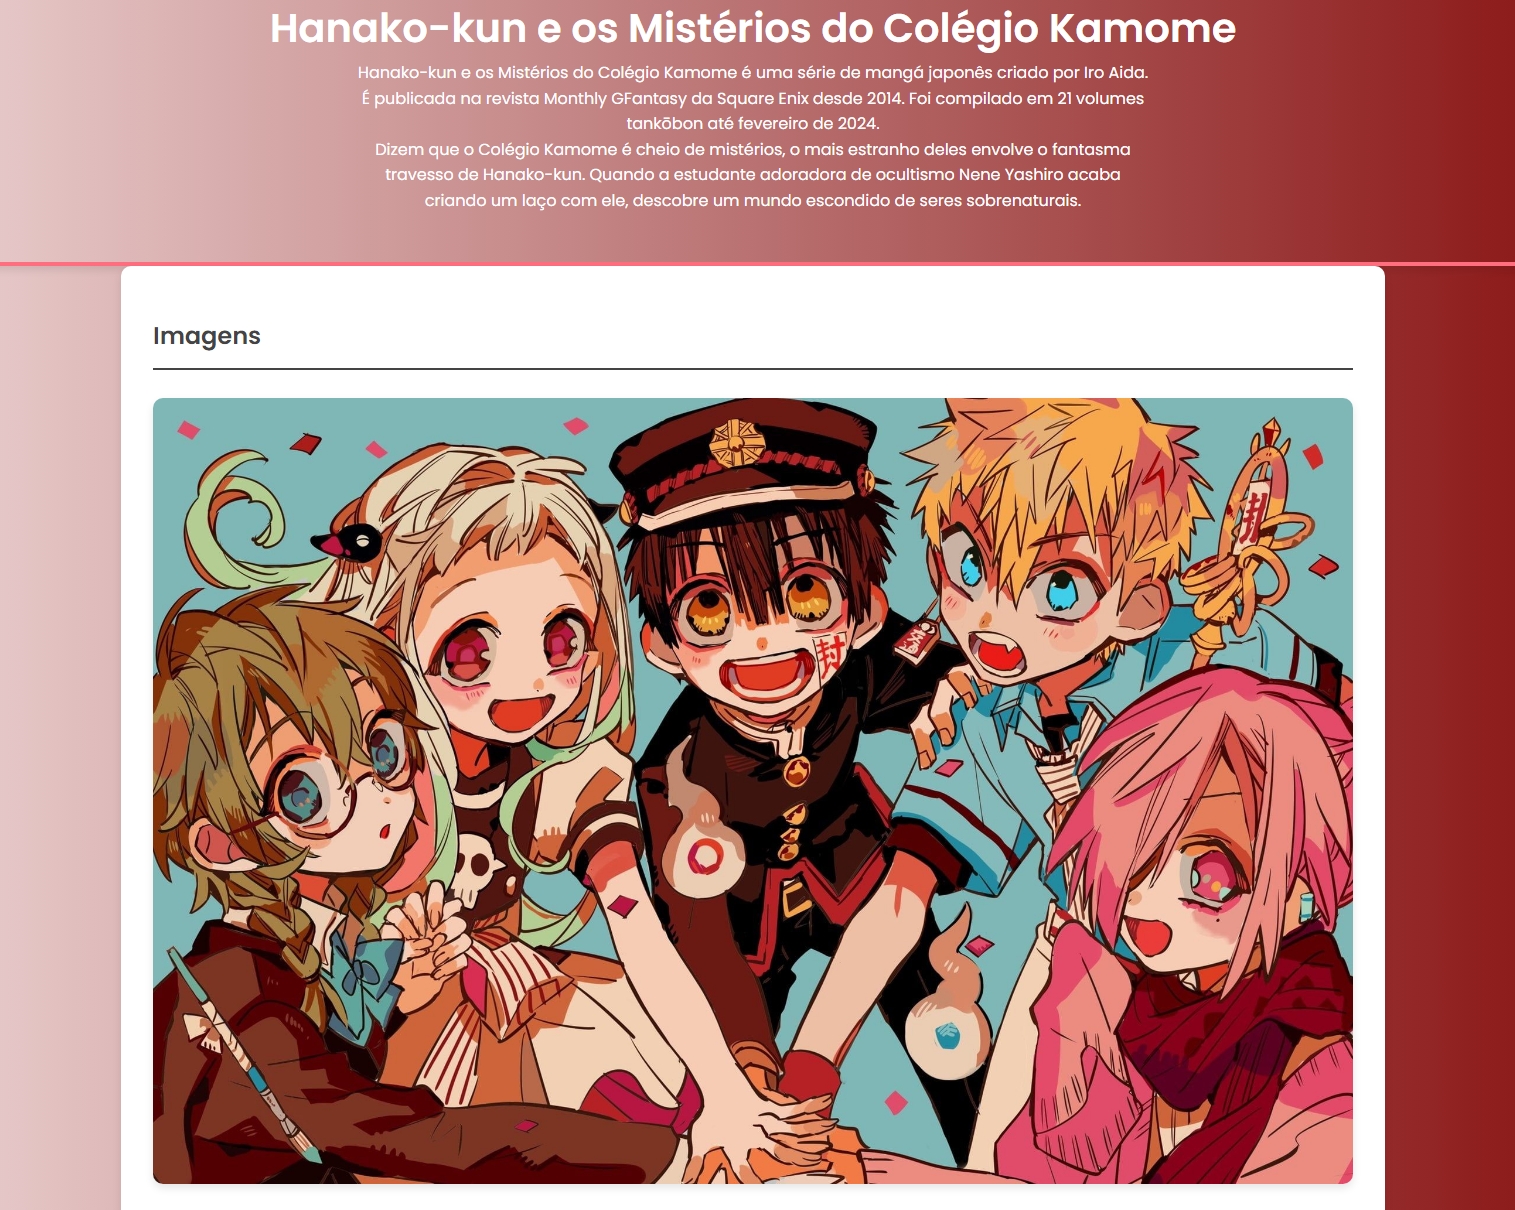 Hanako-kun e os Mistérios do Colégio Kamome
Hanako-kun e os Mistérios do Colégio Kamome é uma série de mangá japonês criado por Iro Aida.
É publicada na revista Monthly GFantasy da Square Enix desde 2014. Foi compilado em 21 volumes
tankōbon até fevereiro de 2024.
Dizem que o Colégio Kamome é cheio de mistérios, o mais estranho deles envolve o fantasma
travesso de Hanako-kun. Quando a estudante adoradora de ocultismo Nene Yashiro acaba
criando um laço com ele, descobre um mundo escondido de seres sobrenaturais.
Imagens
封
封